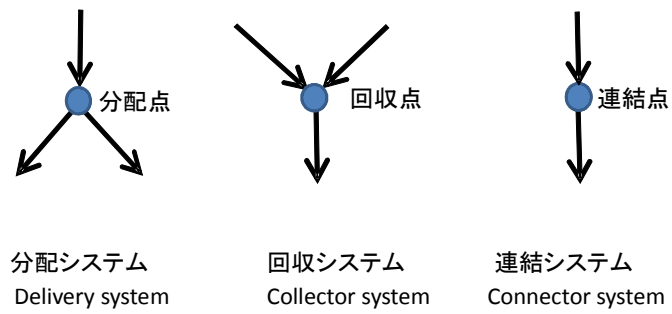 分配点
回収点
連結点
分配システム
回収システム
連結システム
Delivery system
Collector system
Connector system